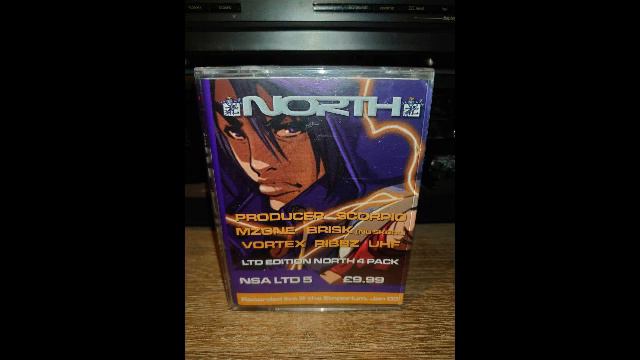 NORTH
PRODUCER SCORPIO
MZONE BRISK
VORTEX RIBBZ UHF
LTD EDITION NORTH 4 PACK
NSA LTD 5 £9.99
Recorded live @ the Emporium, Jan 03